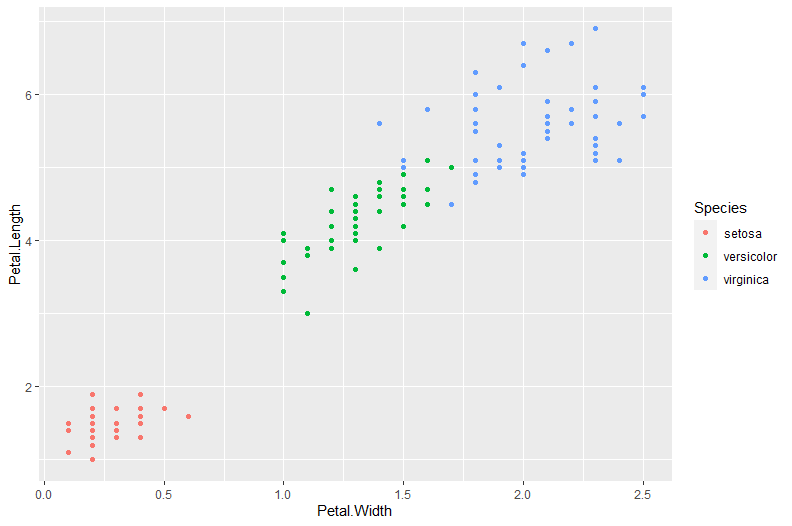 Petal.Length
6
4
2
0.0 0.5 1.0 1.5 2.0 2.5
Petal.Width
Species
setosa
versicolor
virginica